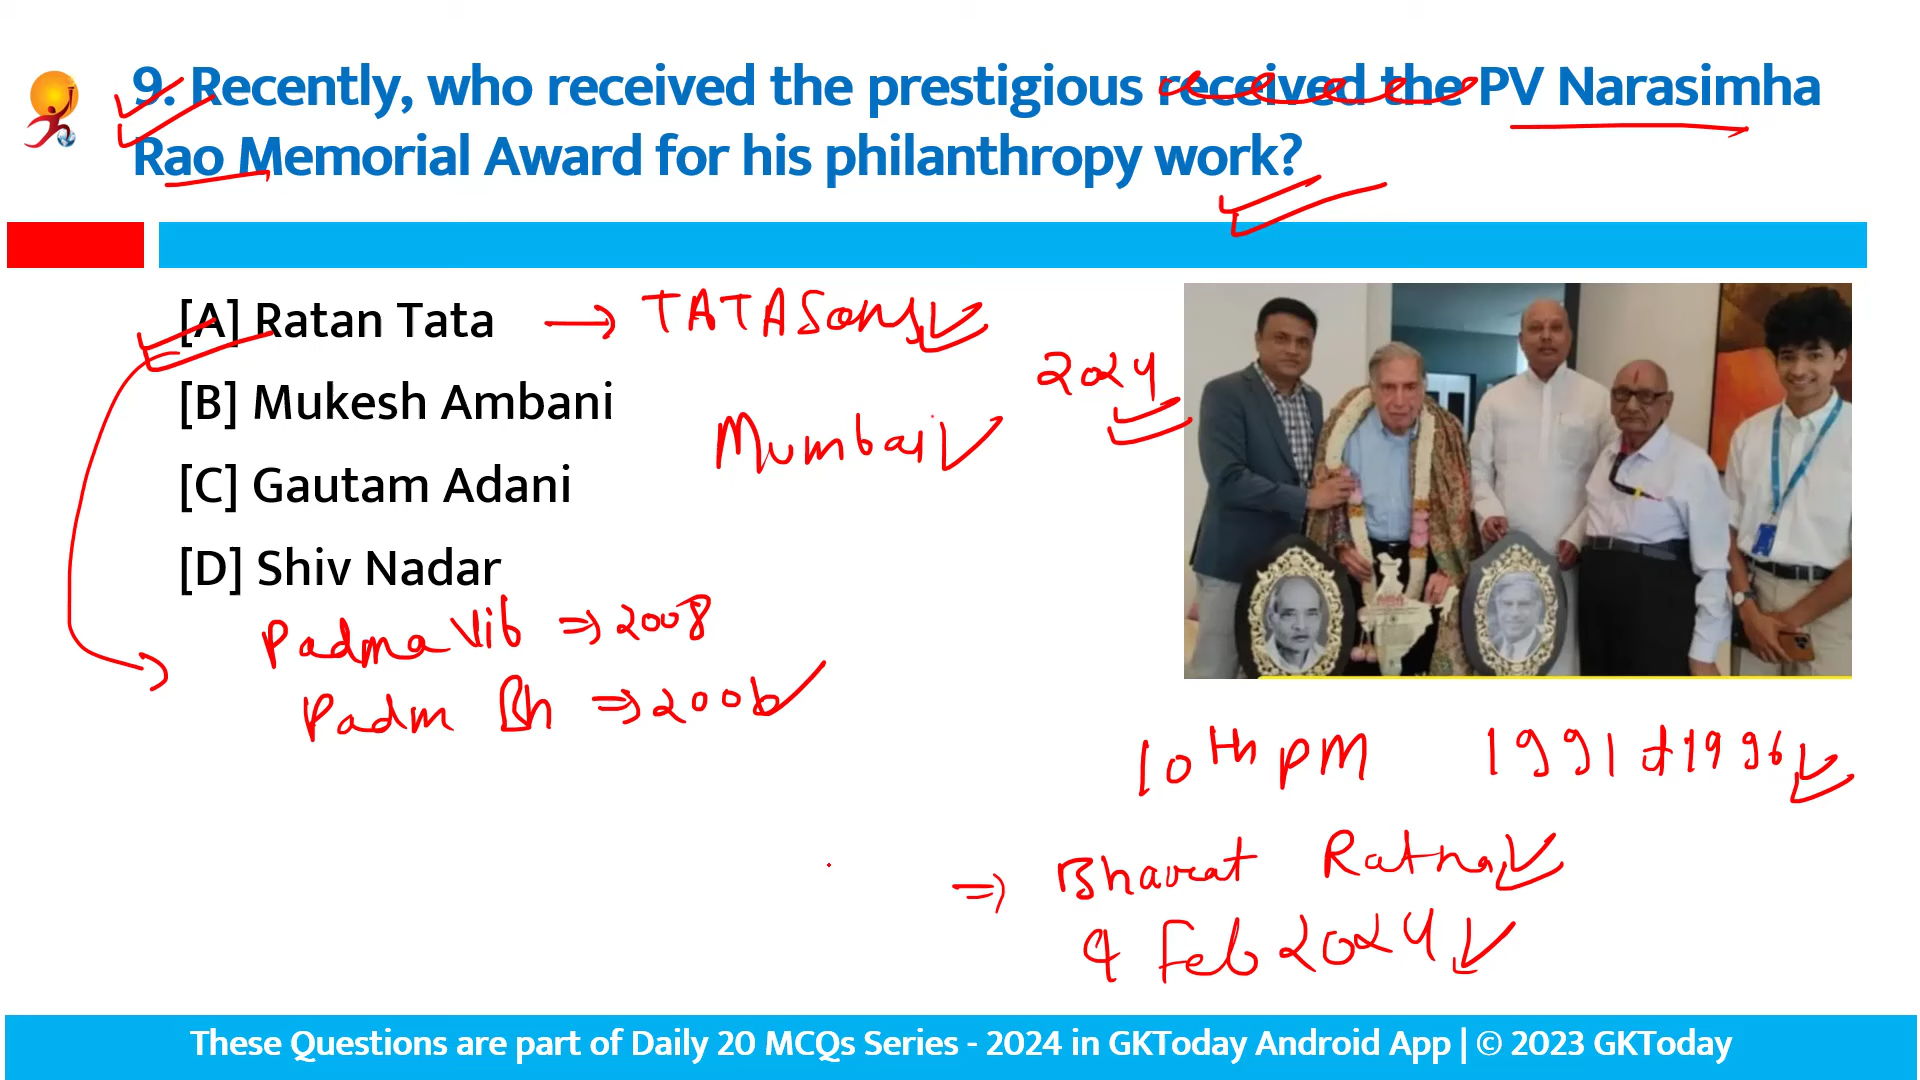 9. Recently, who received the prestigious received the PV Narasimha
Rao Memorial Award for his philanthropy work?
[A] Ratan Tata → TATA Sons
[B] Mukesh Ambani
2024
Mumbai
[C] Gautam Adani
[D] Shiv Nadar
Padma Vib ⇒ 2008
Padm Bh ⇒ 2000
10th PM 1991 1996
⇒ Bharat Ratna
9 Feb 2024
These Questions are part of Daily 20 MCQs Series - 2024 in GKToday Android App | © 2023 GKToday